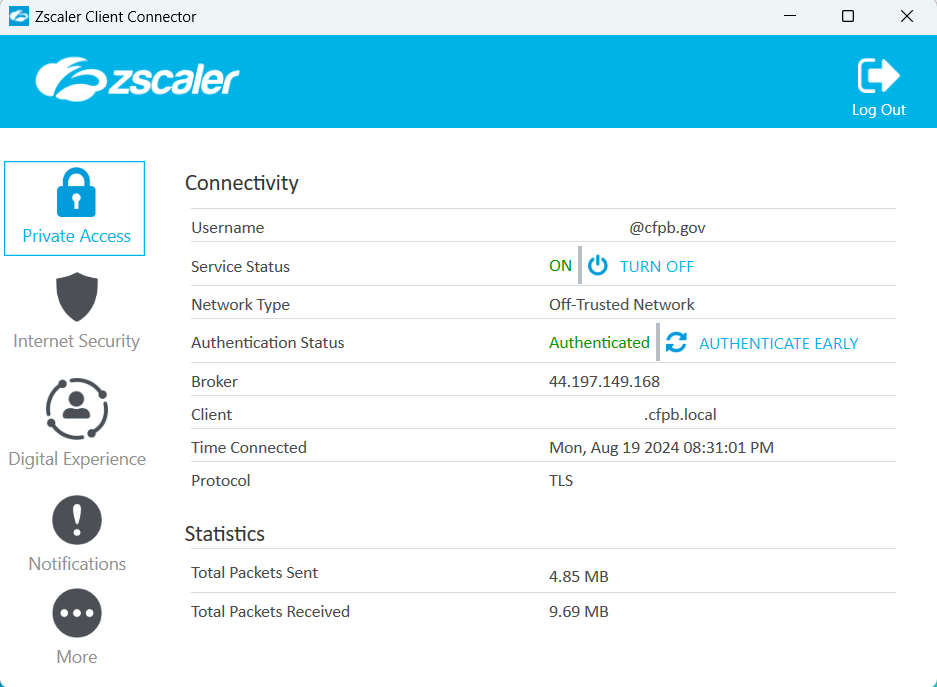 Zscaler Client Connector
zscaler
Log Out
Private Access
Internet Security
Digital Experience
Notifications
More
Connectivity
Username @cfpb.gov
Service Status ON TURN OFF
Network Type Off-Trusted Network
Authentication Status Authenticated AUTHENTICATE EARLY
Broker 44.197.149.168
Client .cfpb.local
Time Connected Mon, Aug 19 2024 08:31:01 PM
Protocol TLS
Statistics
Total Packets Sent 4.85 MB
Total Packets Received 9.69 MB